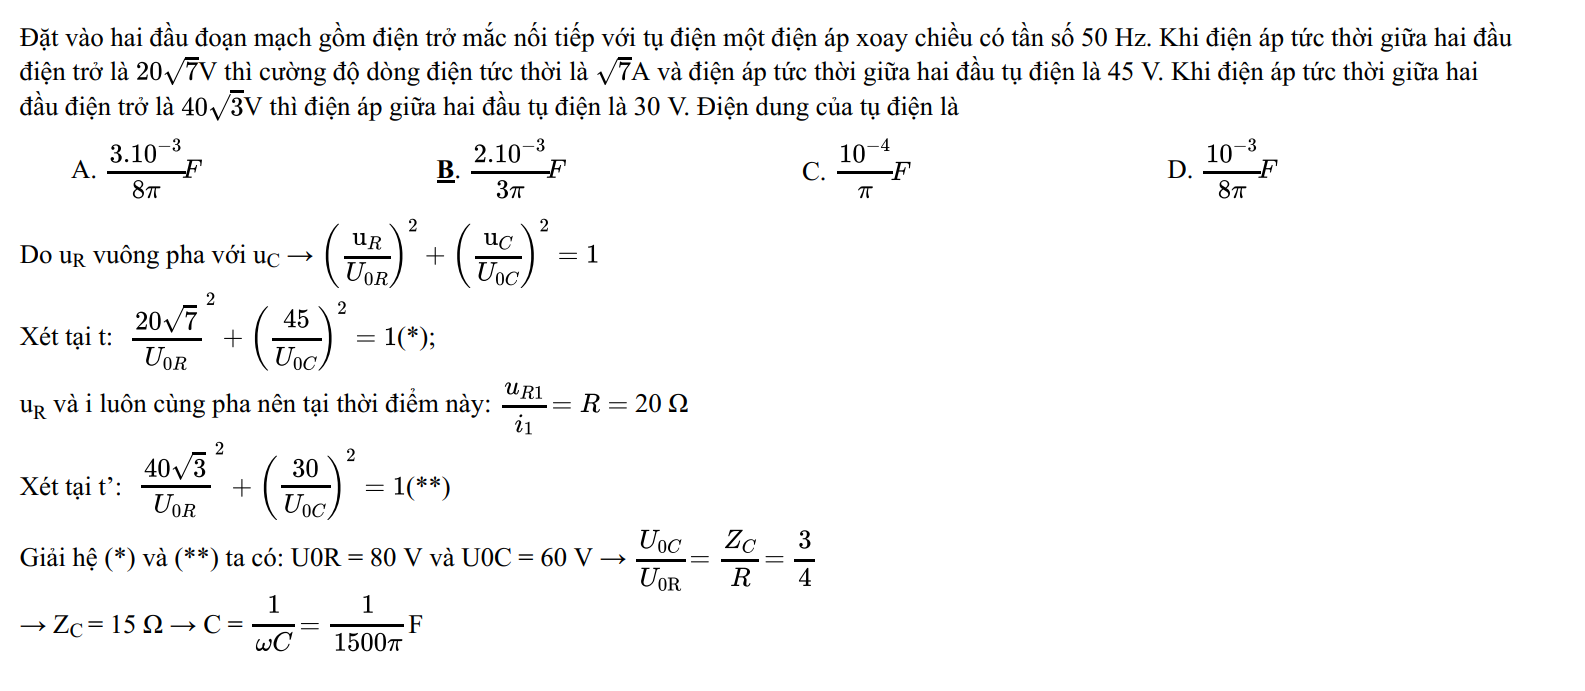 Đặt vào hai đầu đoạn mạch gồm điện trở mắc nối tiếp với tụ điện một điện áp xoay chiều có tần số 50 Hz. Khi điện áp tức thời giữa hai đầu
điện trở là 20√7V thì cường độ dòng điện tức thời là √7A và điện áp tức thời giữa hai đầu tụ điện là 45 V. Khi điện áp tức thời giữa hai
đầu điện trở là 40√3V thì điện áp giữa hai đầu tụ điện là 30 V. Điện dung của tụ điện là
A. $\frac{3.10^{-3}}{8\pi}F$ B. $\frac{2.10^{-3}}{3\pi}F$ C. $\frac{10^{-4}}{\pi}F$ D. $\frac{10^{-3}}{8\pi}F$
Do u_R vuông pha với u_C → $\left(\frac{u_R}{U_{0R}}\right)^2 + \left(\frac{u_C}{U_{0C}}\right)^2 = 1$
Xét tại t: $\frac{20\sqrt{7}}{U_{0R}}^2 + \left(\frac{45}{U_{0C}}\right)^2 = 1$(*);
u_R và i luôn cùng pha nên tại thời điểm này: $\frac{u_{R1}}{i_1} = R = 20\ \Omega$
Xét tại t’: $\frac{40\sqrt{3}}{U_{0R}}^2 + \left(\frac{30}{U_{0C}}\right)^2 = 1$(**)
Giải hệ (*) và (**) ta có: U0R = 80 V và U0C = 60 V → $\frac{U_{0C}}{U_{0R}} = \frac{Z_C}{R} = \frac{3}{4}$
→ Z_C = 15 Ω → C = $\frac{1}{\omega C} = \frac{1}{1500\pi}$ F